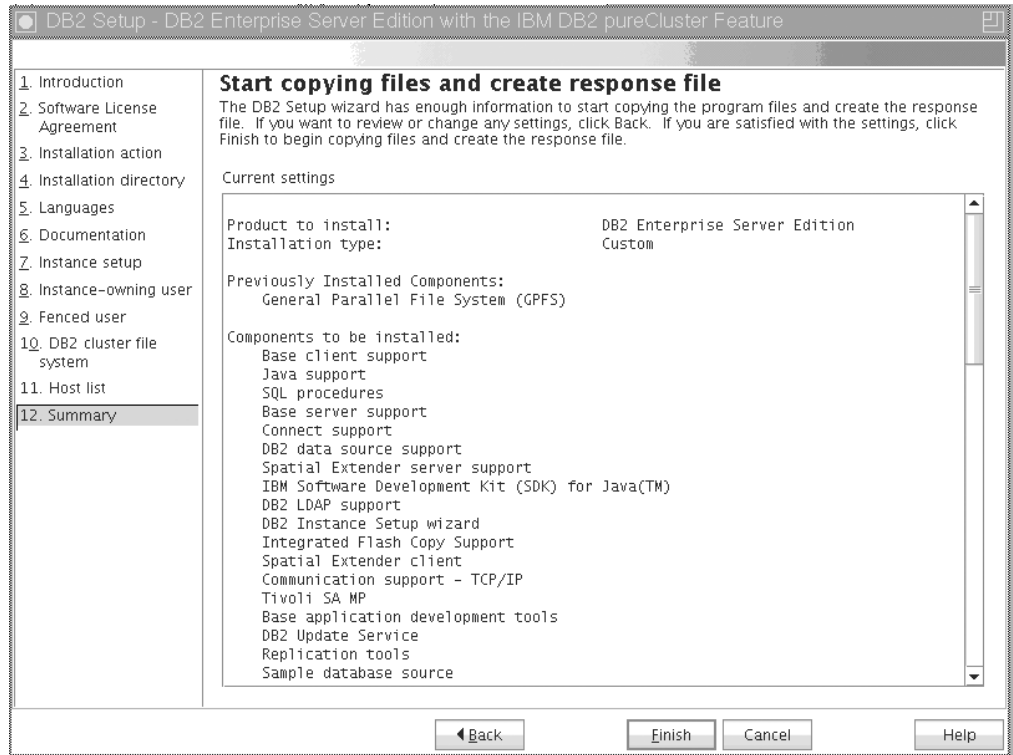 DB2 Setup - DB2 Enterprise Server Edition with the IBM DB2 pureCluster Feature
1. Introduction
2. Software License
Agreement
3. Installation action
4. Installation directory
5. Languages
6. Documentation
7. Instance setup
8. Instance-owning user
9. Fenced user
10. DB2 cluster file
system
11. Host list
12. Summary
Start copying files and create response file
The DB2 Setup wizard has enough information to start copying the program files and create the response
file. If you want to review or change any settings, click Back. If you are satisfied with the settings, click
Finish to begin copying files and create the response file.
Current settings
Product to install: DB2 Enterprise Server Edition
Installation type: Custom
Previously Installed Components:
General Parallel File System (GPFS)
Components to be installed:
Base client support
Java support
SQL procedures
Base server support
Connect support
DB2 data source support
Spatial Extender server support
IBM Software Development Kit (SDK) for Java(TM)
DB2 LDAP support
DB2 Instance Setup wizard
Integrated Flash Copy Support
Spatial Extender client
Communication support - TCP/IP
Tivoli SA MP
Base application development tools
DB2 Update Service
Replication tools
Sample database source
Back
Finish
Cancel
Help